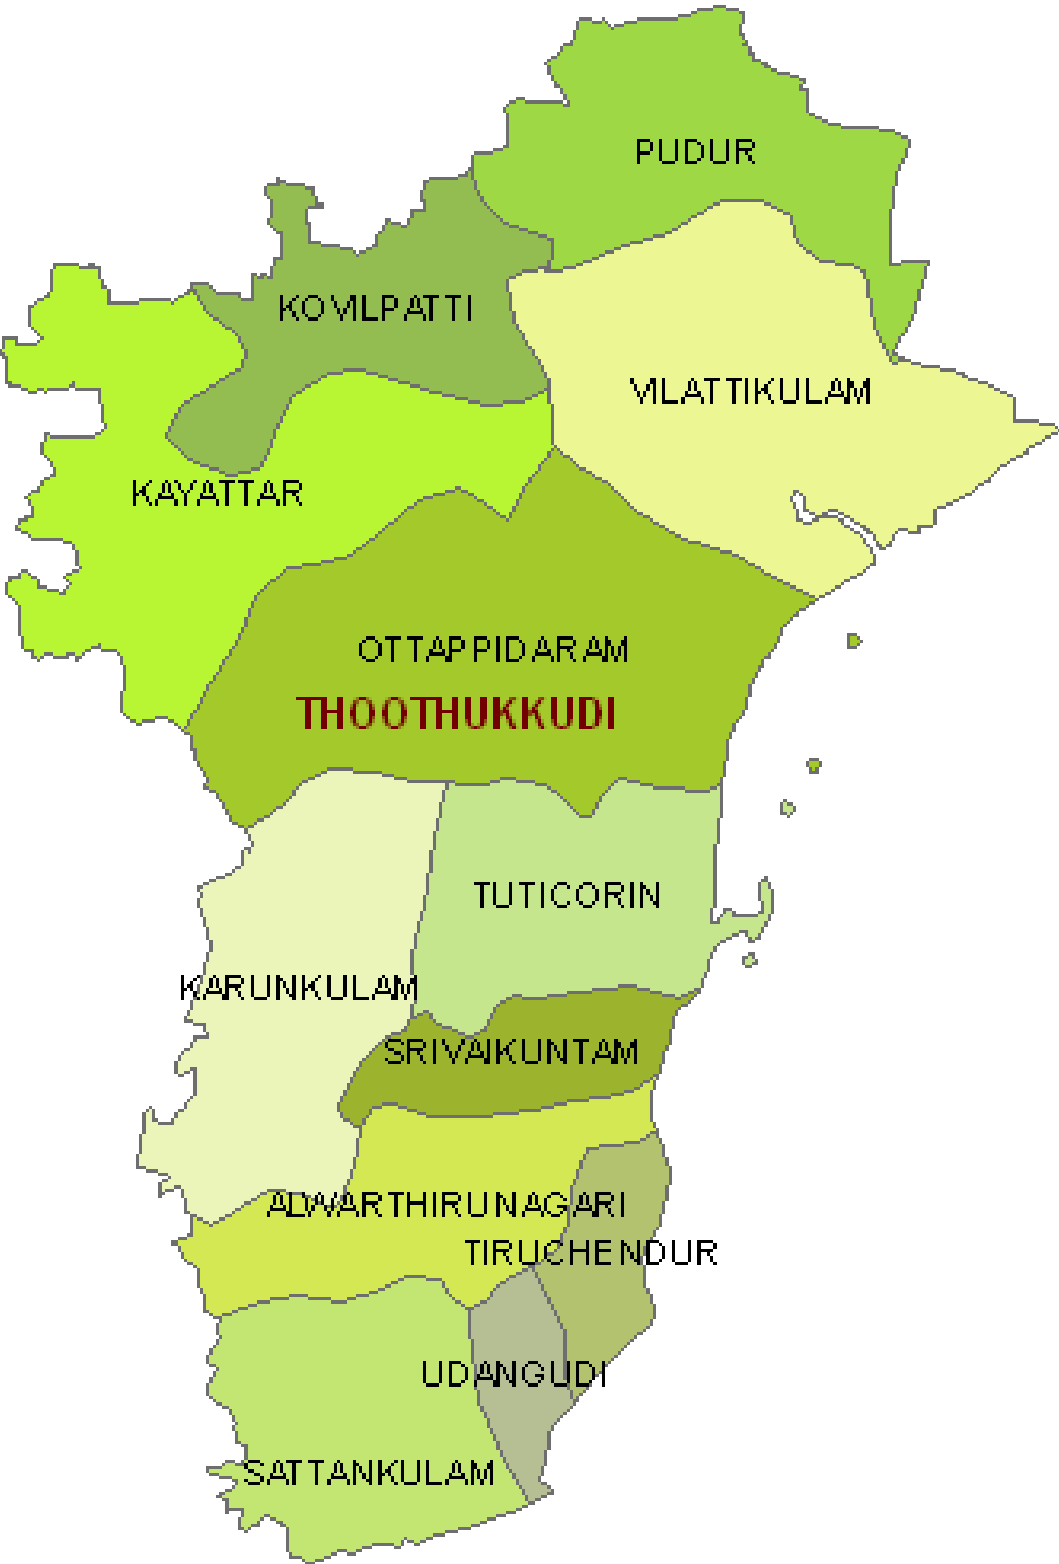 PUDUR
KOVILPATTI
VILATTIKULAM
KAYATTAR
OTTAPPIDARAM
THOOTHUKKUDI
TUTICORIN
KARUNKULAM
SRIVAIKUNTAM
ALWARTHIRUNAGARI
TIRUCHENDUR
UDANGUDI
SATTANKULAM